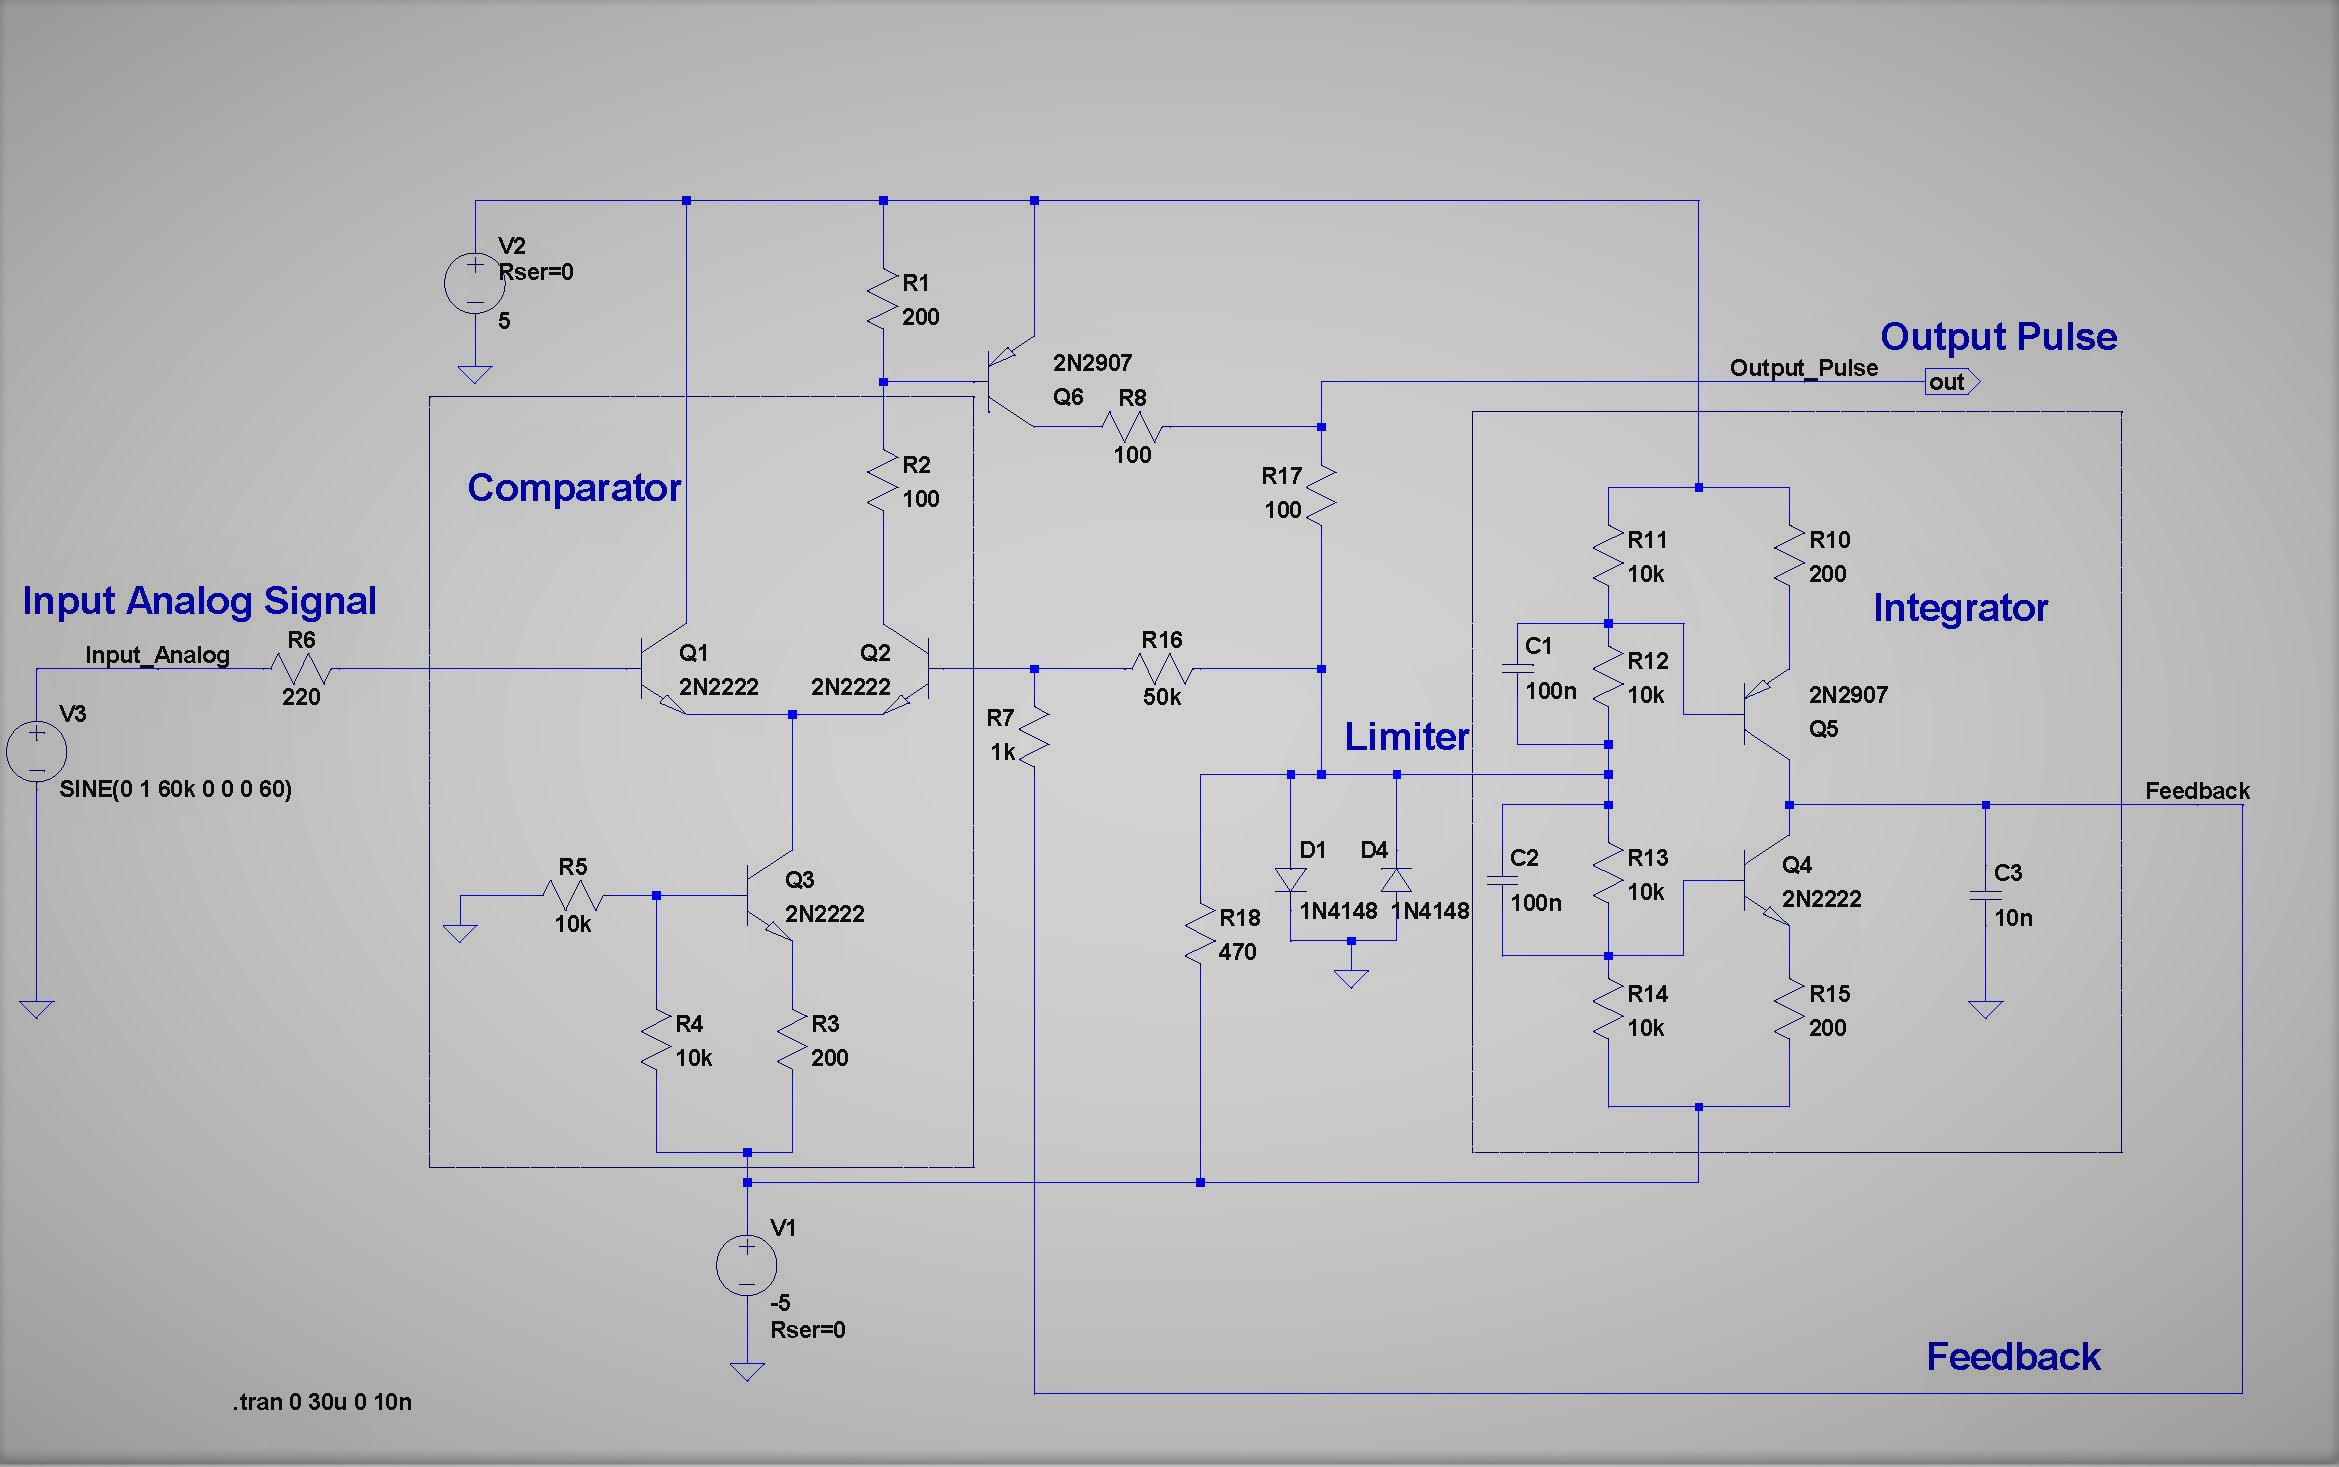 V2
Rser=0
5
R1
200
2N2907
Q6
R8
100
Output Pulse
Output_Pulse
out
Comparator
R2
100
R17
100
R11
10k
R10
200
Input Analog Signal
Input_Analog
R6
220
Q1
2N2222
Q2
2N2222
R16
50k
R7
1k
Limiter
C1
100n
R12
10k
Integrator
2N2907
Q5
V3
SINE(0 1 60k 0 0 0 60)
R5
10k
Q3
2N2222
D1
1N4148
D4
1N4148
R18
470
C2
100n
R13
10k
Q4
2N2222
Feedback
C3
10n
R4
10k
R3
200
R14
10k
R15
200
V1
-5
Rser=0
Feedback
.tran 0 30u 0 10n